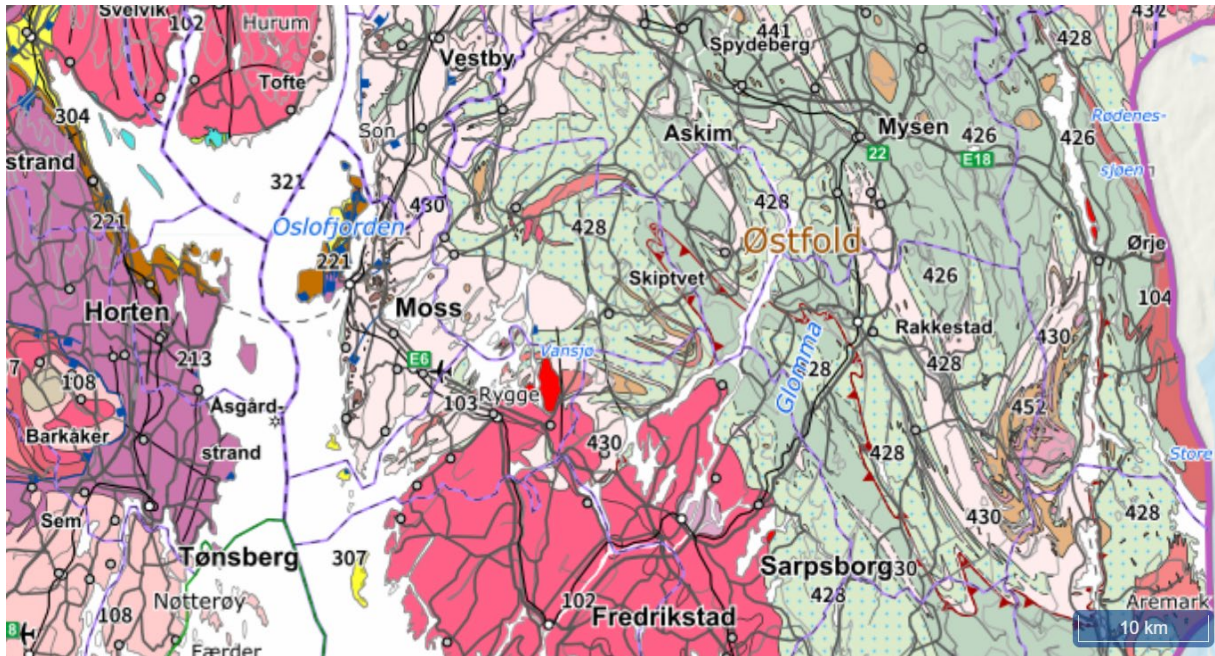 Svelvik
102
Hurum
Tofte
304
strand
Vestby
Son
321
441
Spydeberg
428
432
Askim
Mysen
22
426
E18
426
Rødenes-
sjøen
221
Oslofjorden
430
428
428
Østfold
221
Skiptvet
Ørje
Horten
Moss
426
104
213
E6
Vansjø
Rakkestad
430
7
108
103
Rygge
Glomma
428
428
Barkåker
Åsgård-
strand
430
452
428
Store
Sem
430
428
Tønsberg
307
Sarpsborg
30
428
108
Nøtterøy
102
Fredrikstad
Aremark
8
Færder
10 km